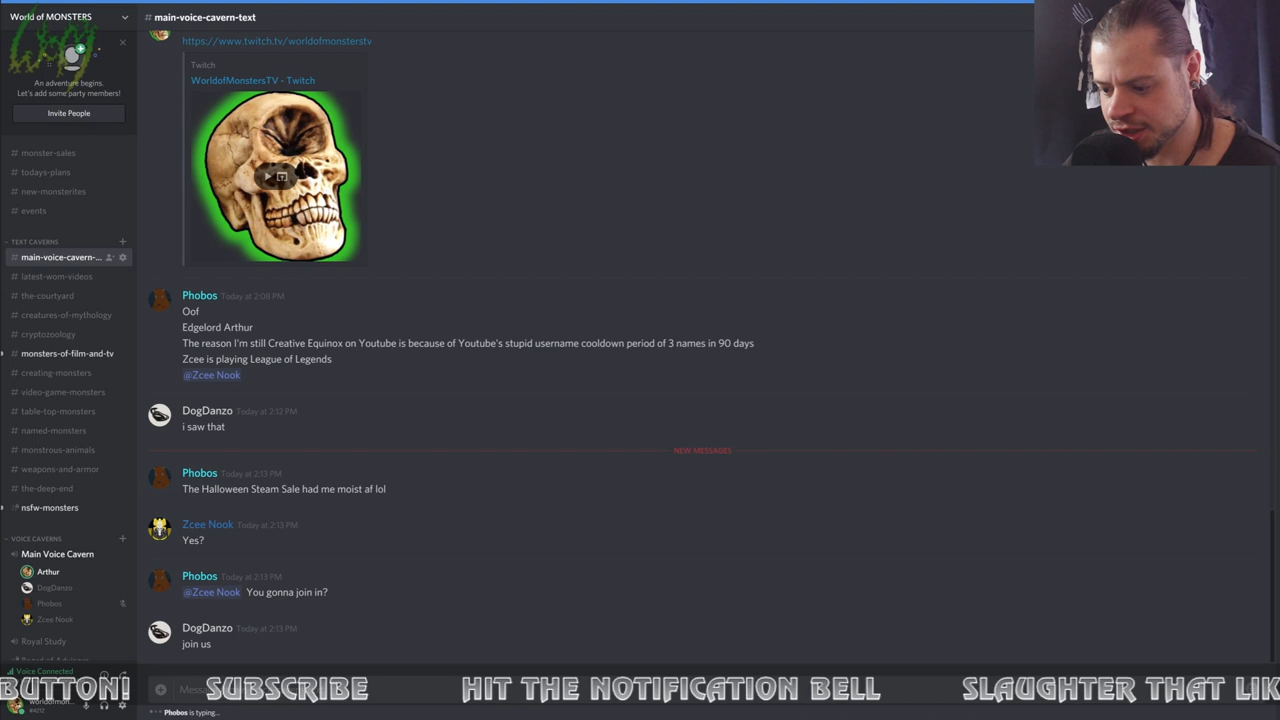 World of MONSTERS
# main-voice-cavern-text
https://www.twitch.tv/worldofmonsterstv
An adventure begins.
Let's add some party members!
Invite People
Twitch
WorldofMonstersTV - Twitch
# monster-sales
# todays-plans
# new-monsterites
# events
TEXT CAVERNS
# main-voice-cavern-...
# latest-wom-videos
# the-courtyard
# creatures-of-mythology
# cryptozoology
# monsters-of-film-and-tv
# creating-monsters
# video-game-monsters
# table-top-monsters
# named-monsters
# monstrous-animals
# weapons-and-armor
# the-deep-end
# nsfw-monsters
VOICE CAVERNS
Main Voice Cavern
Arthur
DogDanzo
Phobos
Zcee Nook
Royal Study
Voice Connected
worldofmon...
#4212
Phobos Today at 2:08 PM
Oof
Edgelord Arthur
The reason I'm still Creative Equinox on Youtube is because of Youtube's stupid username cooldown period of 3 names in 90 days
Zcee is playing League of Legends
@Zcee Nook
DogDanzo Today at 2:12 PM
i saw that
NEW MESSAGES
Phobos Today at 2:13 PM
The Halloween Steam Sale had me moist af lol
Zcee Nook Today at 2:13 PM
Yes?
Phobos Today at 2:13 PM
@Zcee Nook You gonna join in?
DogDanzo Today at 2:13 PM
join us
BUTTON! SUBSCRIBE HIT THE NOTIFICATION BELL SLAUGHTER THAT LIK
Phobos is typing...